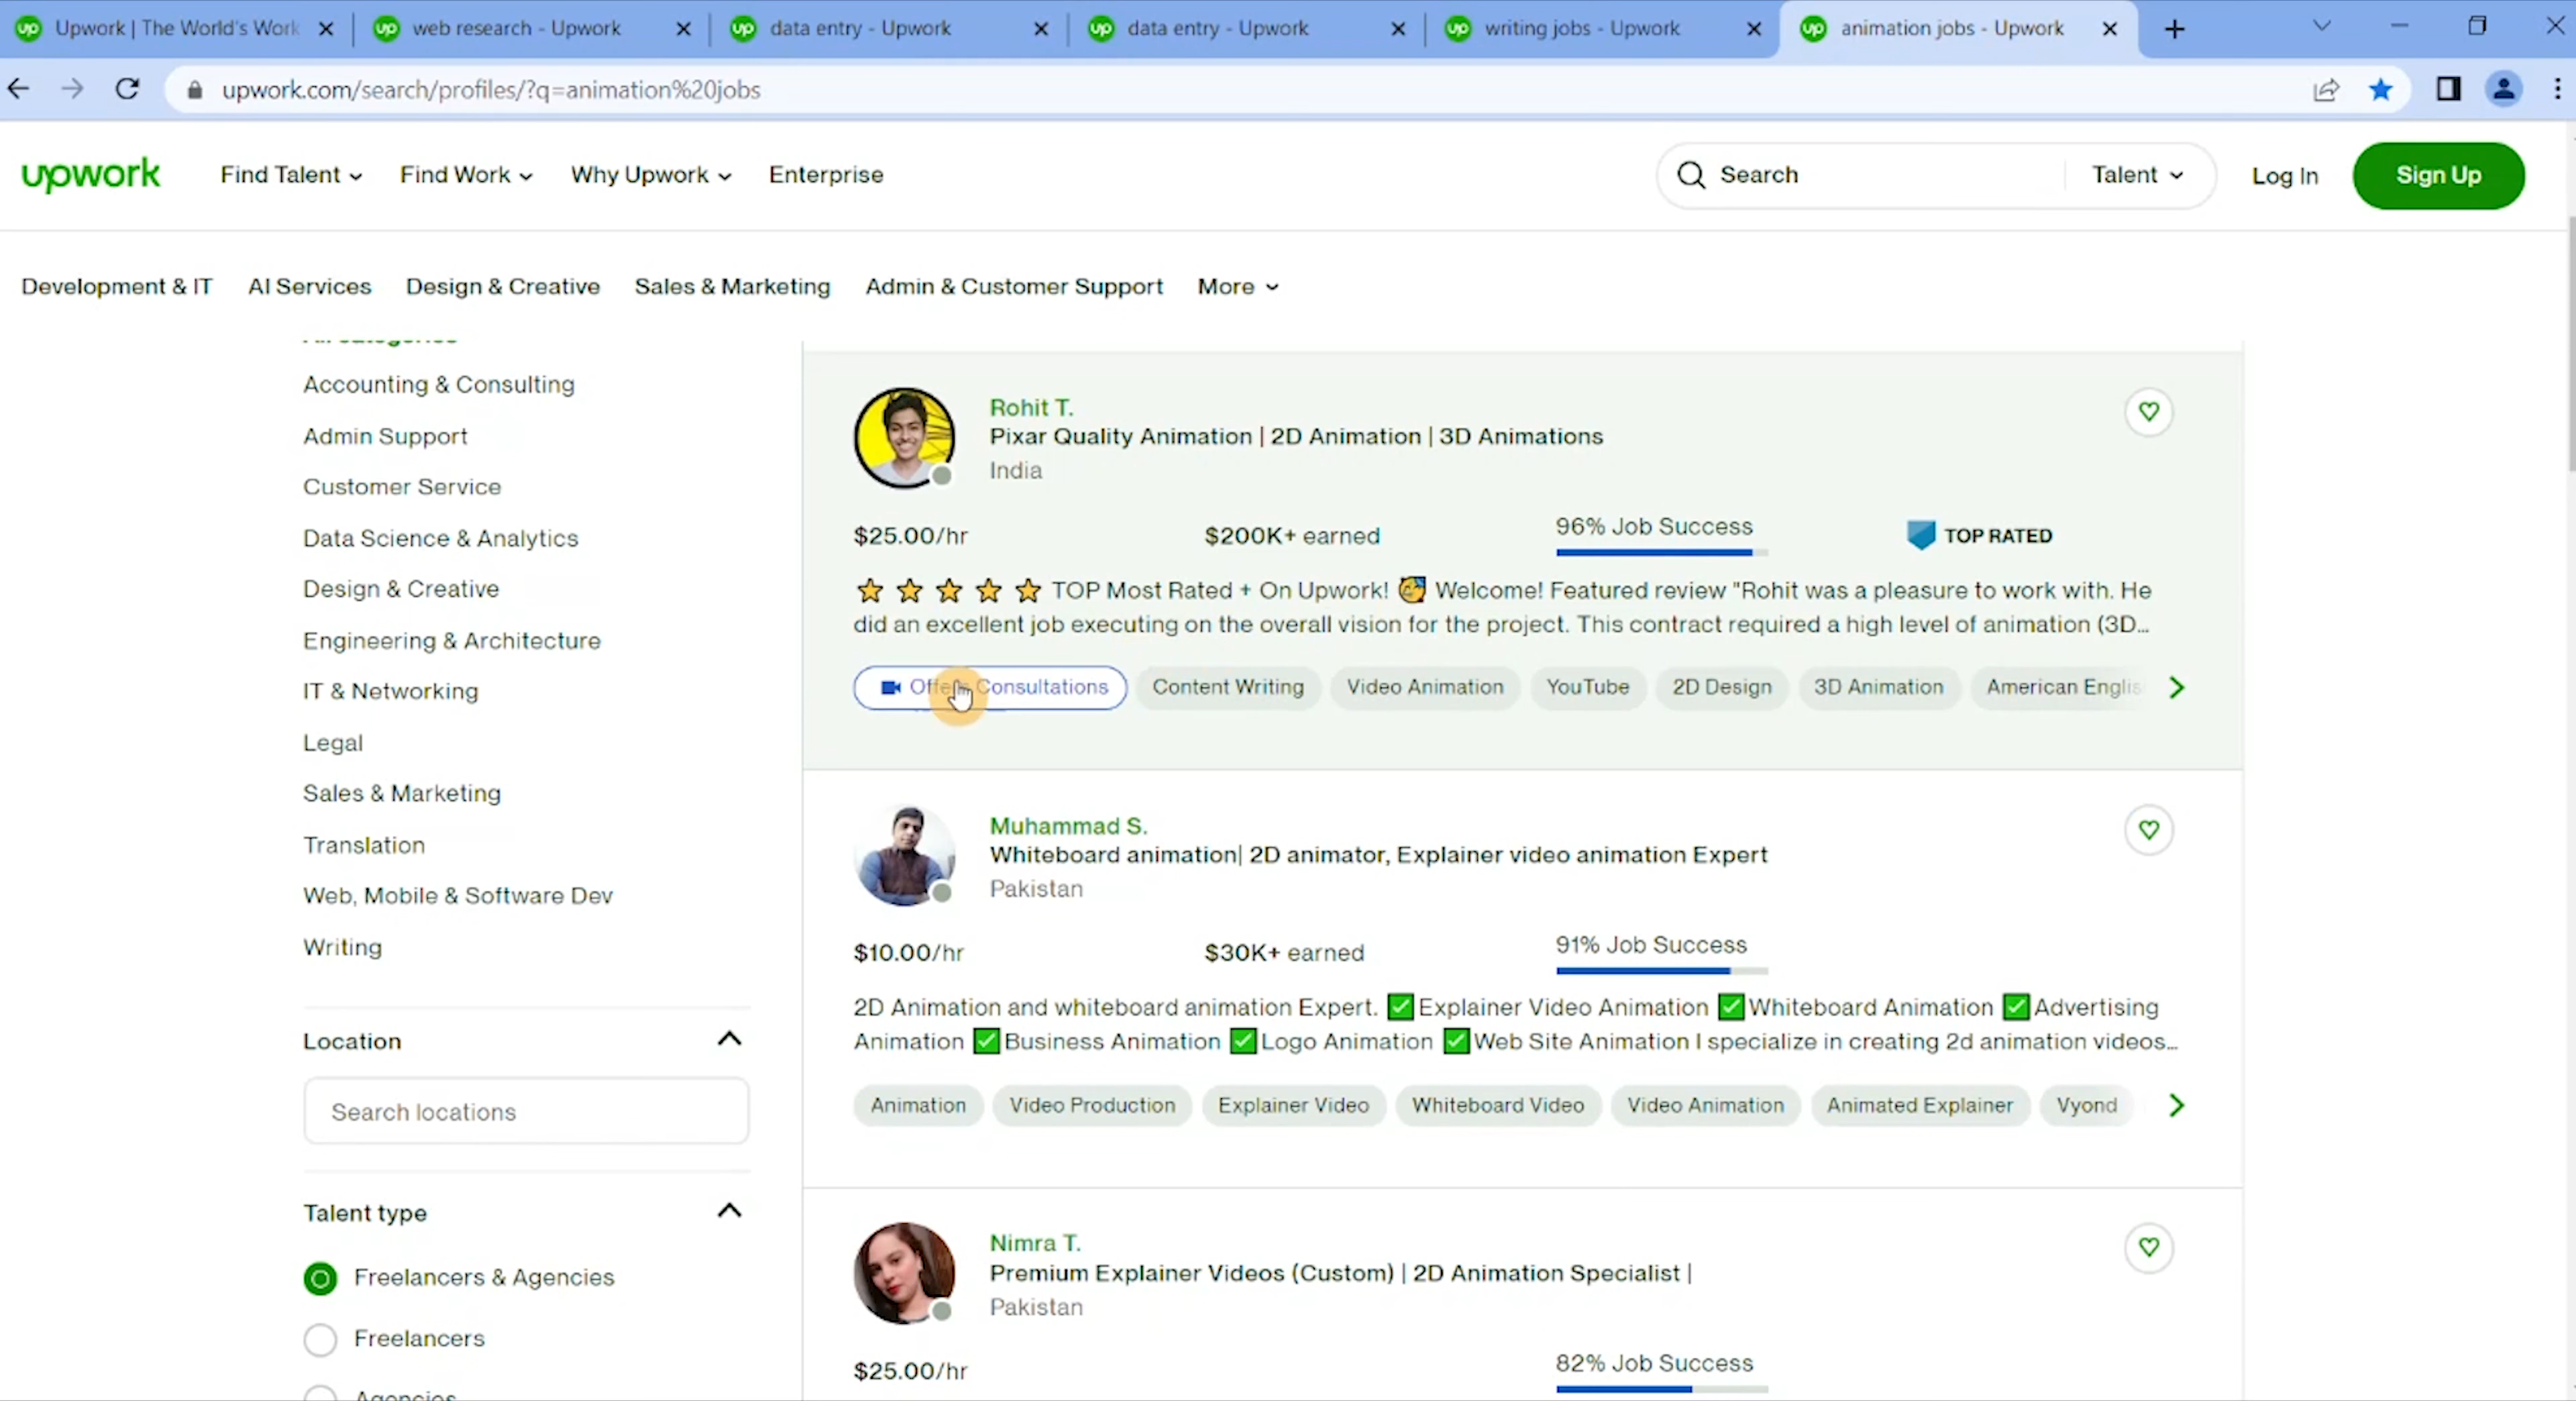 Upwork | The World's Work
web research - Upwork
data entry - Upwork
data entry - Upwork
writing jobs - Upwork
animation jobs - Upwork
upwork.com/search/profiles/?q=animation%20jobs
upwork
Find Talent
Find Work
Why Upwork
Enterprise
Search
Talent
Log In
Sign Up
Development & IT
AI Services
Design & Creative
Sales & Marketing
Admin & Customer Support
More
Accounting & Consulting
Admin Support
Customer Service
Data Science & Analytics
Design & Creative
Engineering & Architecture
IT & Networking
Legal
Sales & Marketing
Translation
Web, Mobile & Software Dev
Writing
Location
Search locations
Talent type
Freelancers & Agencies
Freelancers
Agencies
Rohit T.
Pixar Quality Animation | 2D Animation | 3D Animations
India
$25.00/hr
$200K+ earned
96% Job Success
TOP RATED
TOP Most Rated + On Upwork! Welcome! Featured review "Rohit was a pleasure to work with. He
did an excellent job executing on the overall vision for the project. This contract required a high level of animation (3D...
Offers Consultations
Content Writing
Video Animation
YouTube
2D Design
3D Animation
American Englis
Muhammad S.
Whiteboard animation| 2D animator, Explainer video animation Expert
Pakistan
$10.00/hr
$30K+ earned
91% Job Success
2D Animation and whiteboard animation Expert. ✅Explainer Video Animation ✅Whiteboard Animation ✅Advertising
Animation ✅Business Animation ✅Logo Animation ✅Web Site Animation I specialize in creating 2d animation videos...
Animation
Video Production
Explainer Video
Whiteboard Video
Video Animation
Animated Explainer
Vyond
Nimra T.
Premium Explainer Videos (Custom) | 2D Animation Specialist |
Pakistan
$25.00/hr
82% Job Success